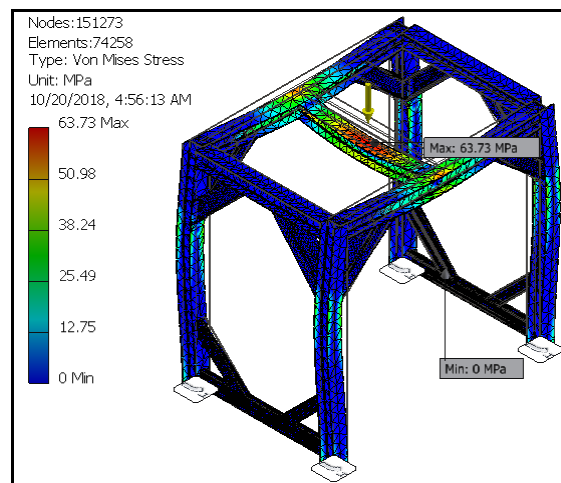 Nodes:151273
Elements:74258
Type: Von Mises Stress
Unit: MPa
10/20/2018, 4:56:13 AM
63.73 Max
50.98
38.24
25.49
12.75
0 Min
Max: 63.73 MPa
Min: 0 MPa